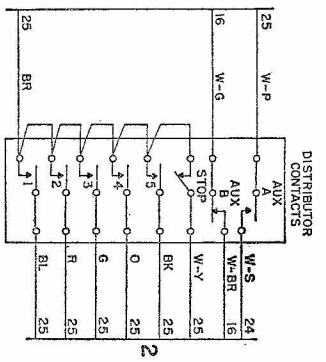 25
16
25
BR
W-G
W-P
DISTRIBUTOR
CONTACTS
AUX
A
AUX
B
STOP
1
2
3
4
5
BL
R
G
O
BK
W-Y
W-BR
W-S
25
25
25
25
25
25
16
24
2